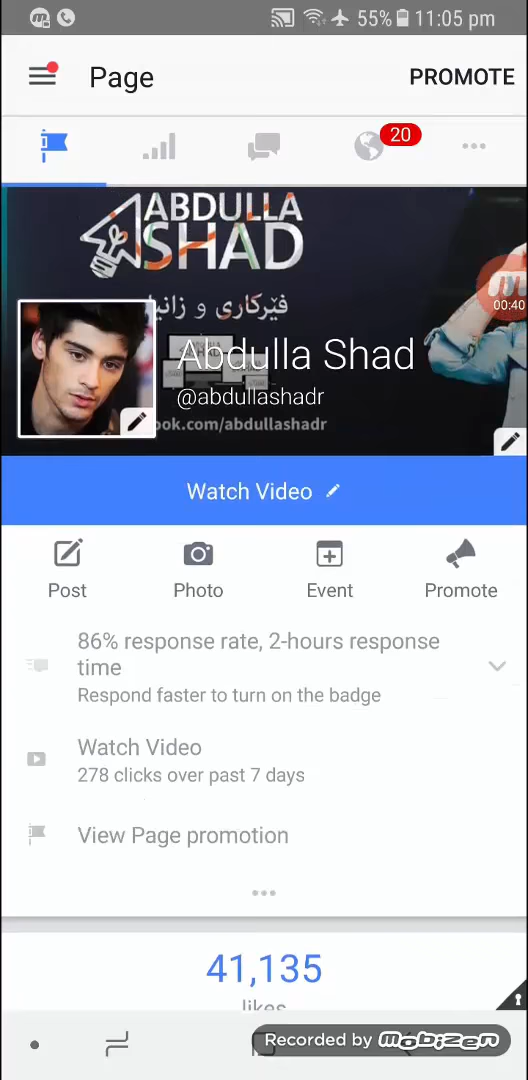 55% 11:05 pm
Page
PROMOTE
20
ABDULLA
SHAD
فێرکاری و زانیا
00:40
Abdulla Shad
@abdullashadr
ook.com/abdullashadr
Watch Video
Post
Photo
Event
Promote
86% response rate, 2-hours response
time
Respond faster to turn on the badge
Watch Video
278 clicks over past 7 days
View Page promotion
41,135
likes
Recorded by mobizen